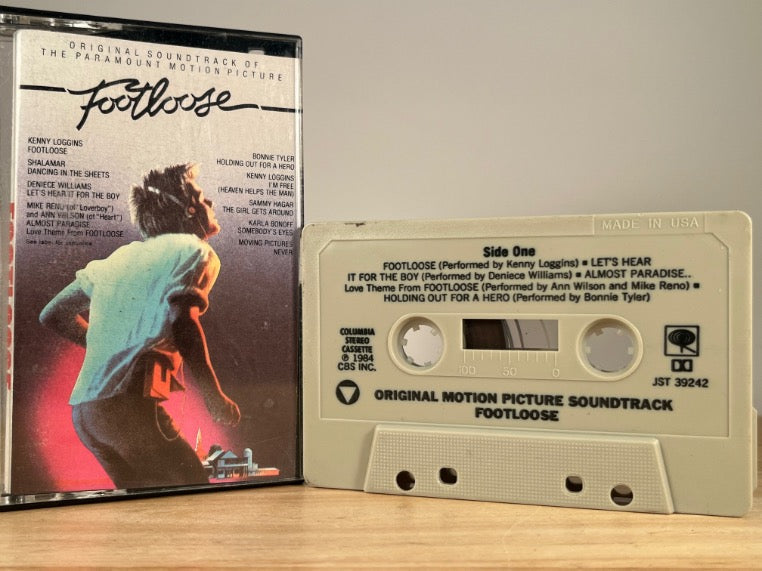 ORIGINAL SOUNDTRACK OF
THE PARAMOUNT MOTION PICTURE
Footloose
KENNY LOGGINS
FOOTLOOSE
SHALAMAR
DANCING IN THE SHEETS
DENIECE WILLIAMS
LET'S HEAR IT FOR THE BOY
MIKE RENO (of "Loverboy")
and ANN WILSON (of "Heart")
ALMOST PARADISE...
Love Theme From FOOTLOOSE
BONNIE TYLER
HOLDING OUT FOR A HERO
KENNY LOGGINS
I'M FREE
(HEAVEN HELPS THE MAN)
SAMMY HAGAR
THE GIRL GETS AROUND
KARLA BONOFF
SOMEBODY'S EYES
MOVING PICTURES
NEVER
FOOTLOOSE
MADE IN USA
Side One
FOOTLOOSE (Performed by Kenny Loggins) ■ LET'S HEAR
IT FOR THE BOY (Performed by Deniece Williams) ■ ALMOST PARADISE..
Love Theme From FOOTLOOSE (Performed by Ann Wilson and Mike Reno) ■
HOLDING OUT FOR A HERO (Performed by Bonnie Tyler)
COLUMBIA
STEREO
CASSETTE
℗ 1984
CBS INC.
100 50 0
JST 39242
ORIGINAL MOTION PICTURE SOUNDTRACK
FOOTLOOSE